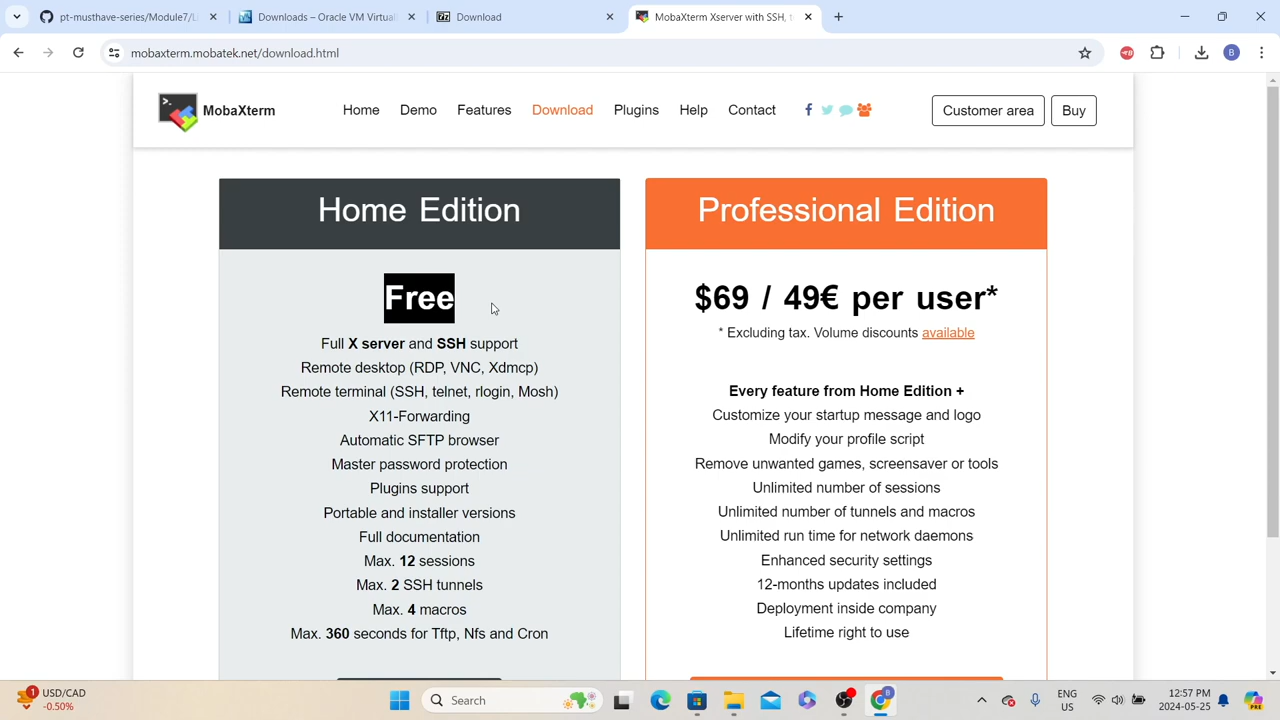 pt-musthave-series/Module7/L
Downloads – Oracle VM Virtual
Download
MobaXterm Xserver with SSH, t
mobaxterm.mobatek.net/download.html
B
MobaXterm
Home
Demo
Features
Download
Plugins
Help
Contact
Customer area
Buy
Home Edition
Free
Full X server and SSH support
Remote desktop (RDP, VNC, Xdmcp)
Remote terminal (SSH, telnet, rlogin, Mosh)
X11-Forwarding
Automatic SFTP browser
Master password protection
Plugins support
Portable and installer versions
Full documentation
Max. 12 sessions
Max. 2 SSH tunnels
Max. 4 macros
Max. 360 seconds for Tftp, Nfs and Cron
Professional Edition
$69 / 49€ per user*
* Excluding tax. Volume discounts available
Every feature from Home Edition +
Customize your startup message and logo
Modify your profile script
Remove unwanted games, screensaver or tools
Unlimited number of sessions
Unlimited number of tunnels and macros
Unlimited run time for network daemons
Enhanced security settings
12-months updates included
Deployment inside company
Lifetime right to use
1
USD/CAD
-0.50%
Search
B
ENG
US
12:57 PM
2024-05-25
PRE